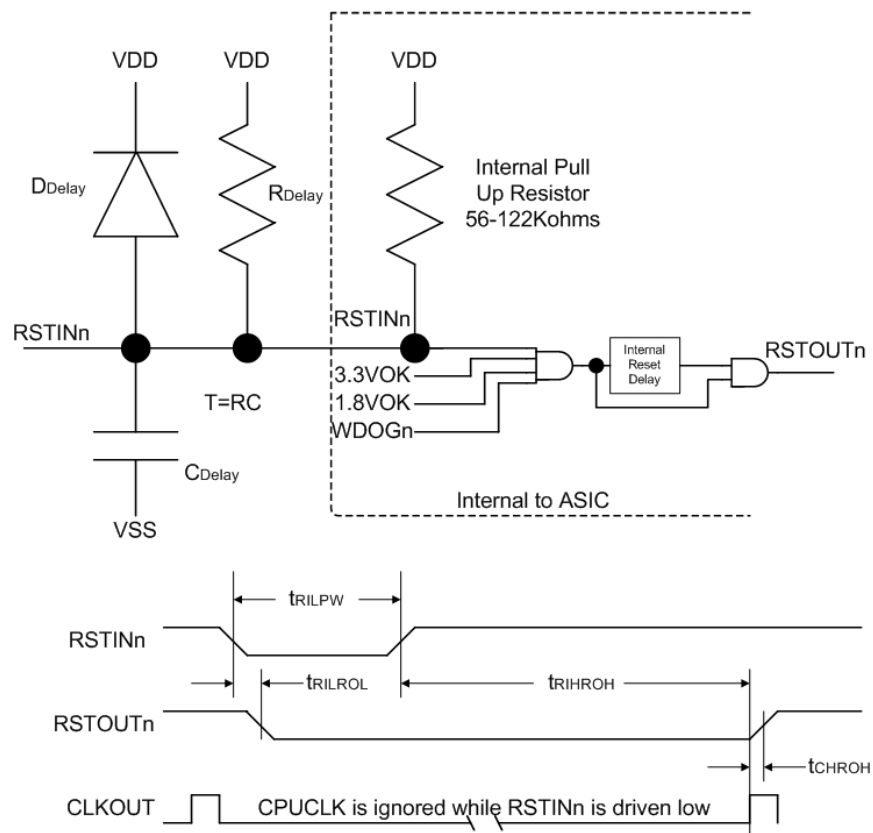 VDD
VDD
VDD
DDelay
RDelay
Internal Pull
Up Resistor
56-122Kohms
RSTINn
RSTINn
3.3VOK
1.8VOK
WDOGn
Internal
Reset
Delay
RSTOUTn
T=RC
CDelay
VSS
Internal to ASIC
tRILPW
RSTINn
tRILROL
tRIHROH
RSTOUTn
tCHROH
CLKOUT
CPUCLK is ignored while RSTINn is driven low